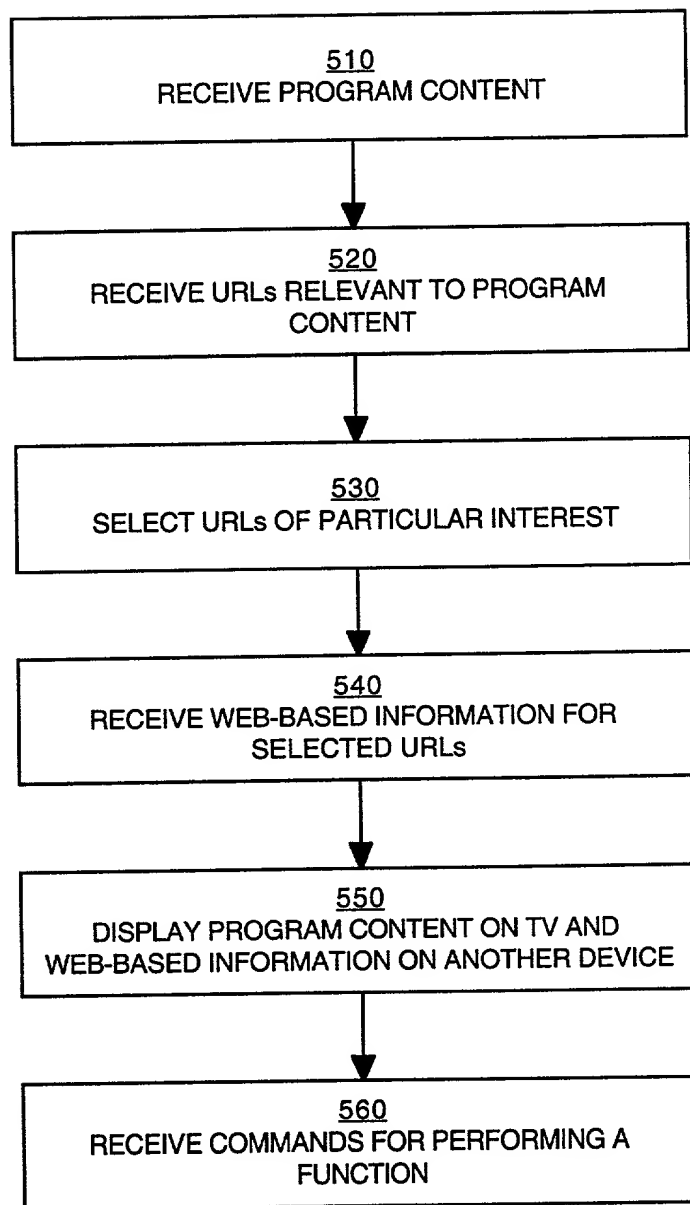 510
RECEIVE PROGRAM CONTENT
520
RECEIVE URLs RELEVANT TO PROGRAM
CONTENT
530
SELECT URLs OF PARTICULAR INTEREST
540
RECEIVE WEB-BASED INFORMATION FOR
SELECTED URLs
550
DISPLAY PROGRAM CONTENT ON TV AND
WEB-BASED INFORMATION ON ANOTHER DEVICE
560
RECEIVE COMMANDS FOR PERFORMING A
FUNCTION